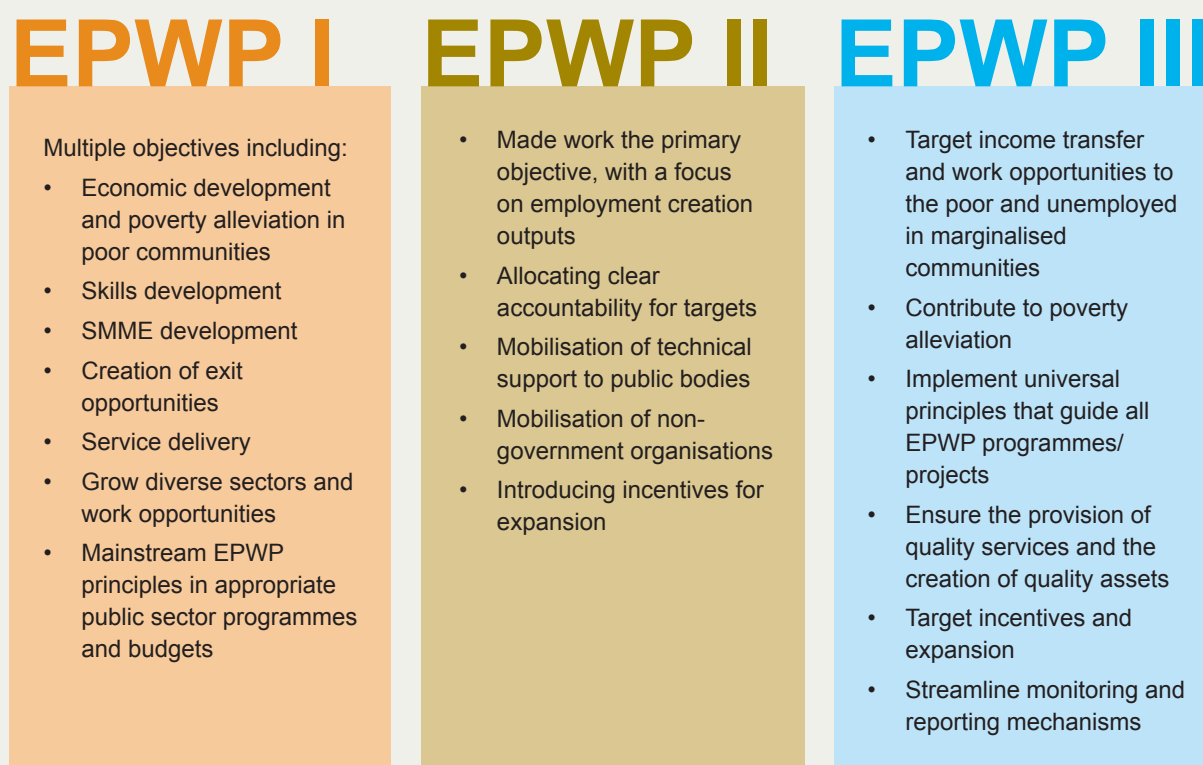 EPWP I
Multiple objectives including:
• Economic development
and poverty alleviation in
poor communities
• Skills development
• SMME development
• Creation of exit
opportunities
• Service delivery
• Grow diverse sectors and
work opportunities
• Mainstream EPWP
principles in appropriate
public sector programmes
and budgets
EPWP II
• Made work the primary
objective, with a focus
on employment creation
outputs
• Allocating clear
accountability for targets
• Mobilisation of technical
support to public bodies
• Mobilisation of non-
government organisations
• Introducing incentives for
expansion
EPWP III
• Target income transfer
and work opportunities to
the poor and unemployed
in marginalised
communities
• Contribute to poverty
alleviation
• Implement universal
principles that guide all
EPWP programmes/
projects
• Ensure the provision of
quality services and the
creation of quality assets
• Target incentives and
expansion
• Streamline monitoring and
reporting mechanisms